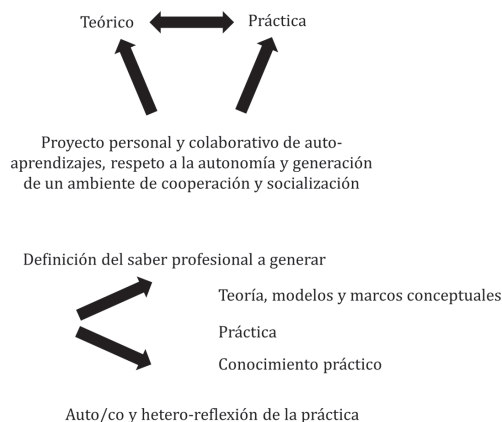 Teórico Práctica
Proyecto personal y colaborativo de auto-
aprendizajes, respeto a la autonomía y generación
de un ambiente de cooperación y socialización
Definición del saber profesional a generar
Teoría, modelos y marcos conceptuales
Práctica
Conocimiento práctico
Auto/co y hetero-reflexión de la práctica